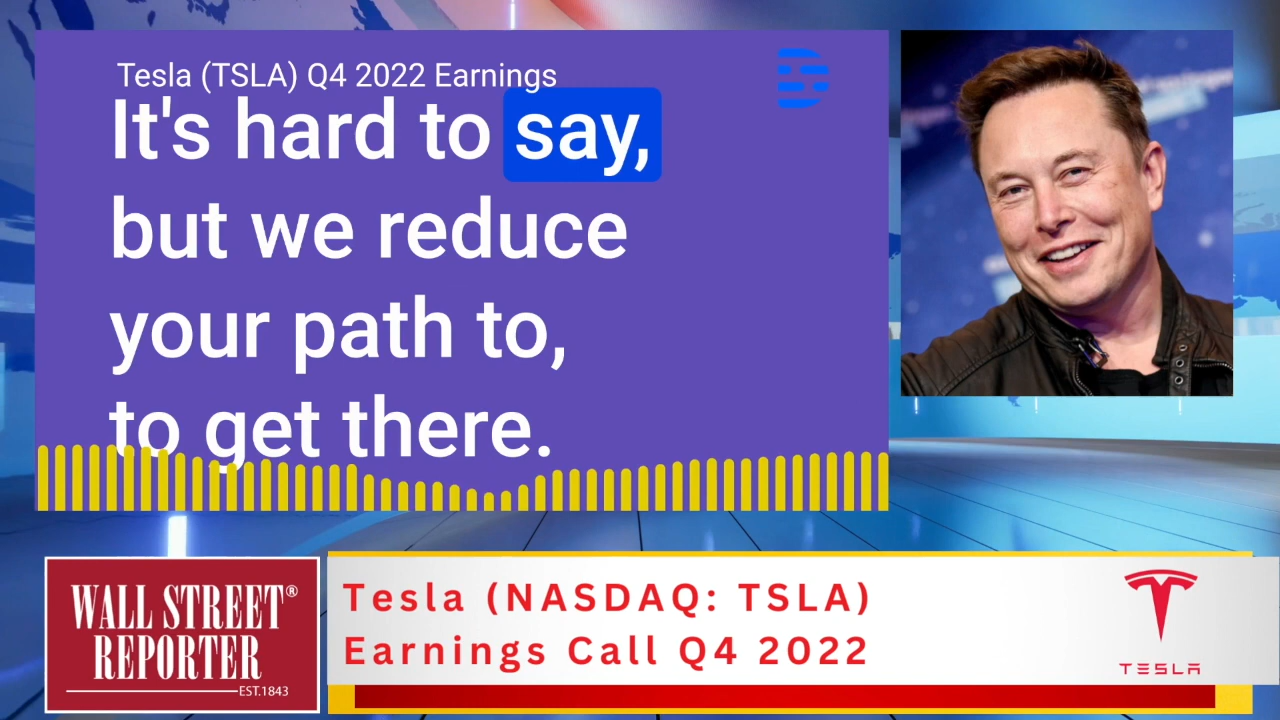 Tesla (TSLA) Q4 2022 Earnings
It's hard to say,
but we reduce
your path to,
to get there.
WALL STREET®
REPORTER
EST.1843
Tesla (NASDAQ: TSLA)
Earnings Call Q4 2022
TESLA